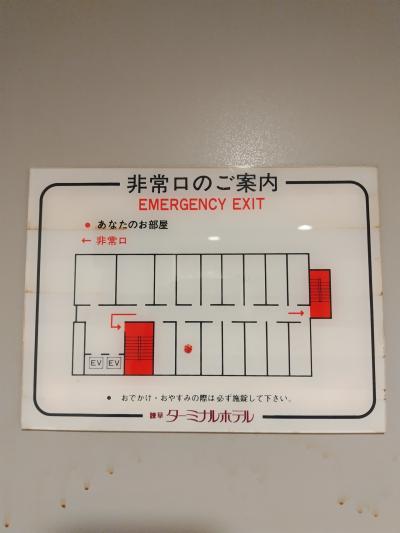 非常口のご案内
EMERGENCY EXIT
● あなたのお部屋
← 非常口
EV EV
● おでかけ・おやすみの際は必ず施錠して下さい。
諫早 ターミナルホテル